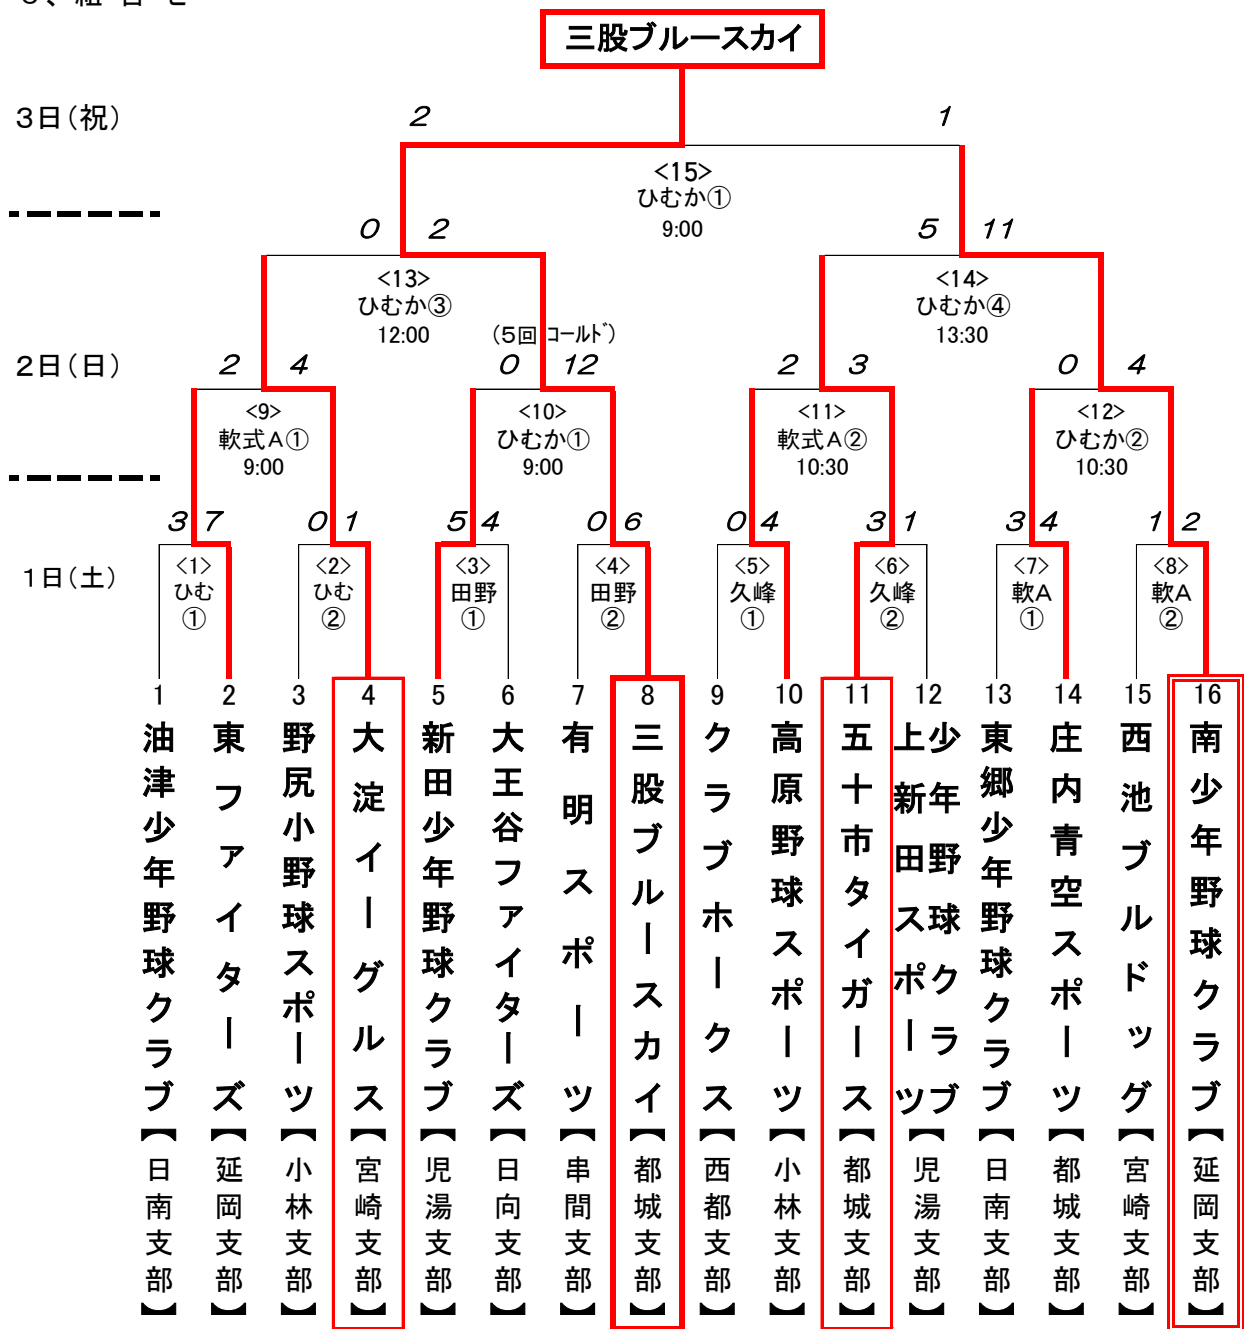 三股ブルースカイ
3日(祝)
2
1
<15>
ひむか①
9:00
0 2
5 11
<13>
ひむか③
12:00
<14>
ひむか④
13:30
(5回コールド)
2日(日)
2 4
0 12
2 3
0 4
<9>
軟式A①
9:00
<10>
ひむか①
9:00
<11>
軟式A②
10:30
<12>
ひむか②
10:30
3 7
0 1
5 4
0 6
0 4
3 1
3 4
1 2
1日(土)
<1>
ひむ
①
<2>
ひむ
②
<3>
田野
①
<4>
田野
②
<5>
久峰
①
<6>
久峰
②
<7>
軟A
①
<8>
軟A
②
1
油津少年野球クラブ【日南支部】
2
東ファイターズ【延岡支部】
3
野尻小野球スポーツ【小林支部】
4
大淀イーグルス【宮崎支部】
5
新田少年野球クラブ【児湯支部】
6
大王谷ファイターズ【日向支部】
7
有明スポーツ【串間支部】
8
三股ブルースカイ【都城支部】
9
クラブホークス【西都支部】
10
高原野球スポーツ【小林支部】
11
五十市タイガース【都城支部】
12
上新田スポーツ
少年野球クラブ
【児湯支部】
13
東郷少年野球クラブ【日南支部】
14
庄内青空スポーツ【都城支部】
15
西池ブルドッグ【宮崎支部】
16
南少年野球クラブ【延岡支部】